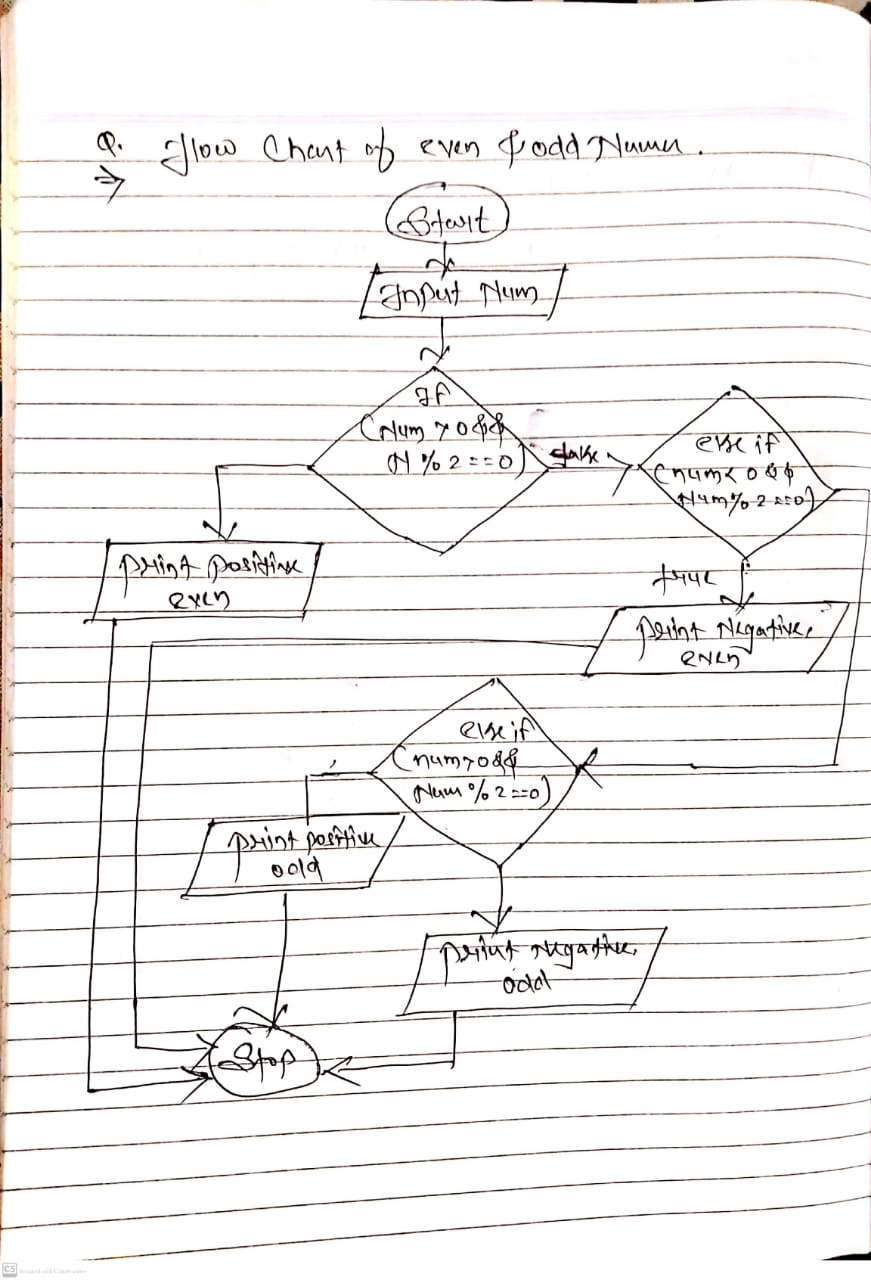 Q. Flow Chart of even & odd Numer.
⇒
Start
Input Num
If
(Num > 0 &&
N % 2 == 0)
false
else if
(num < 0 &&
Num % 2 == 0)
print positive
even
true
print Negative
even
else if
(num > 0 &&
Num % 2 == 0)
print positive
odd
print negative
odd
Stop
CS